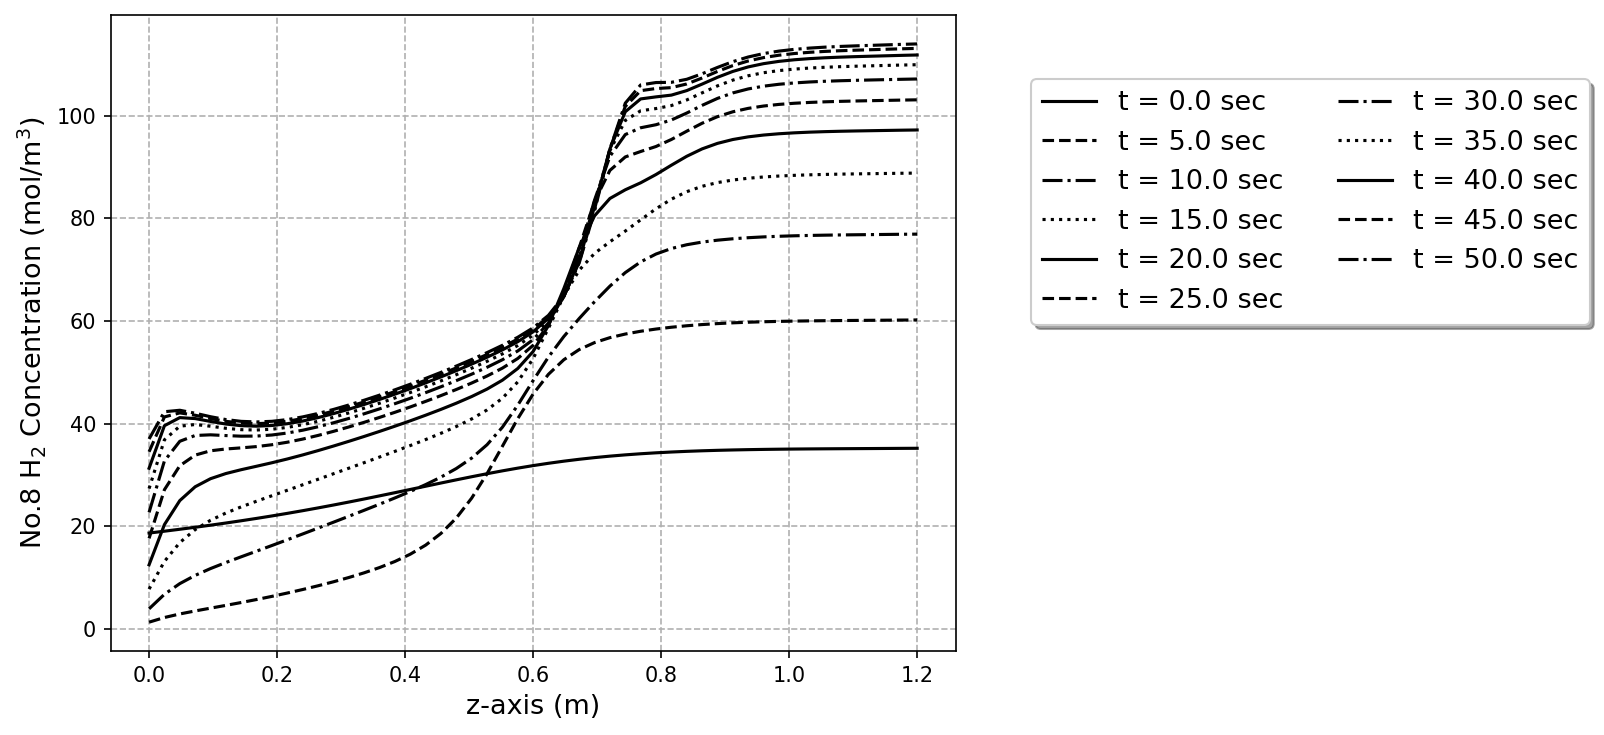 No.8 H₂ Concentration (mol/m³)
100
80
60
40
20
0
0.0 0.2 0.4 0.6 0.8 1.0 1.2
z-axis (m)
t = 0.0 sec
t = 5.0 sec
t = 10.0 sec
t = 15.0 sec
t = 20.0 sec
t = 25.0 sec
t = 30.0 sec
t = 35.0 sec
t = 40.0 sec
t = 45.0 sec
t = 50.0 sec